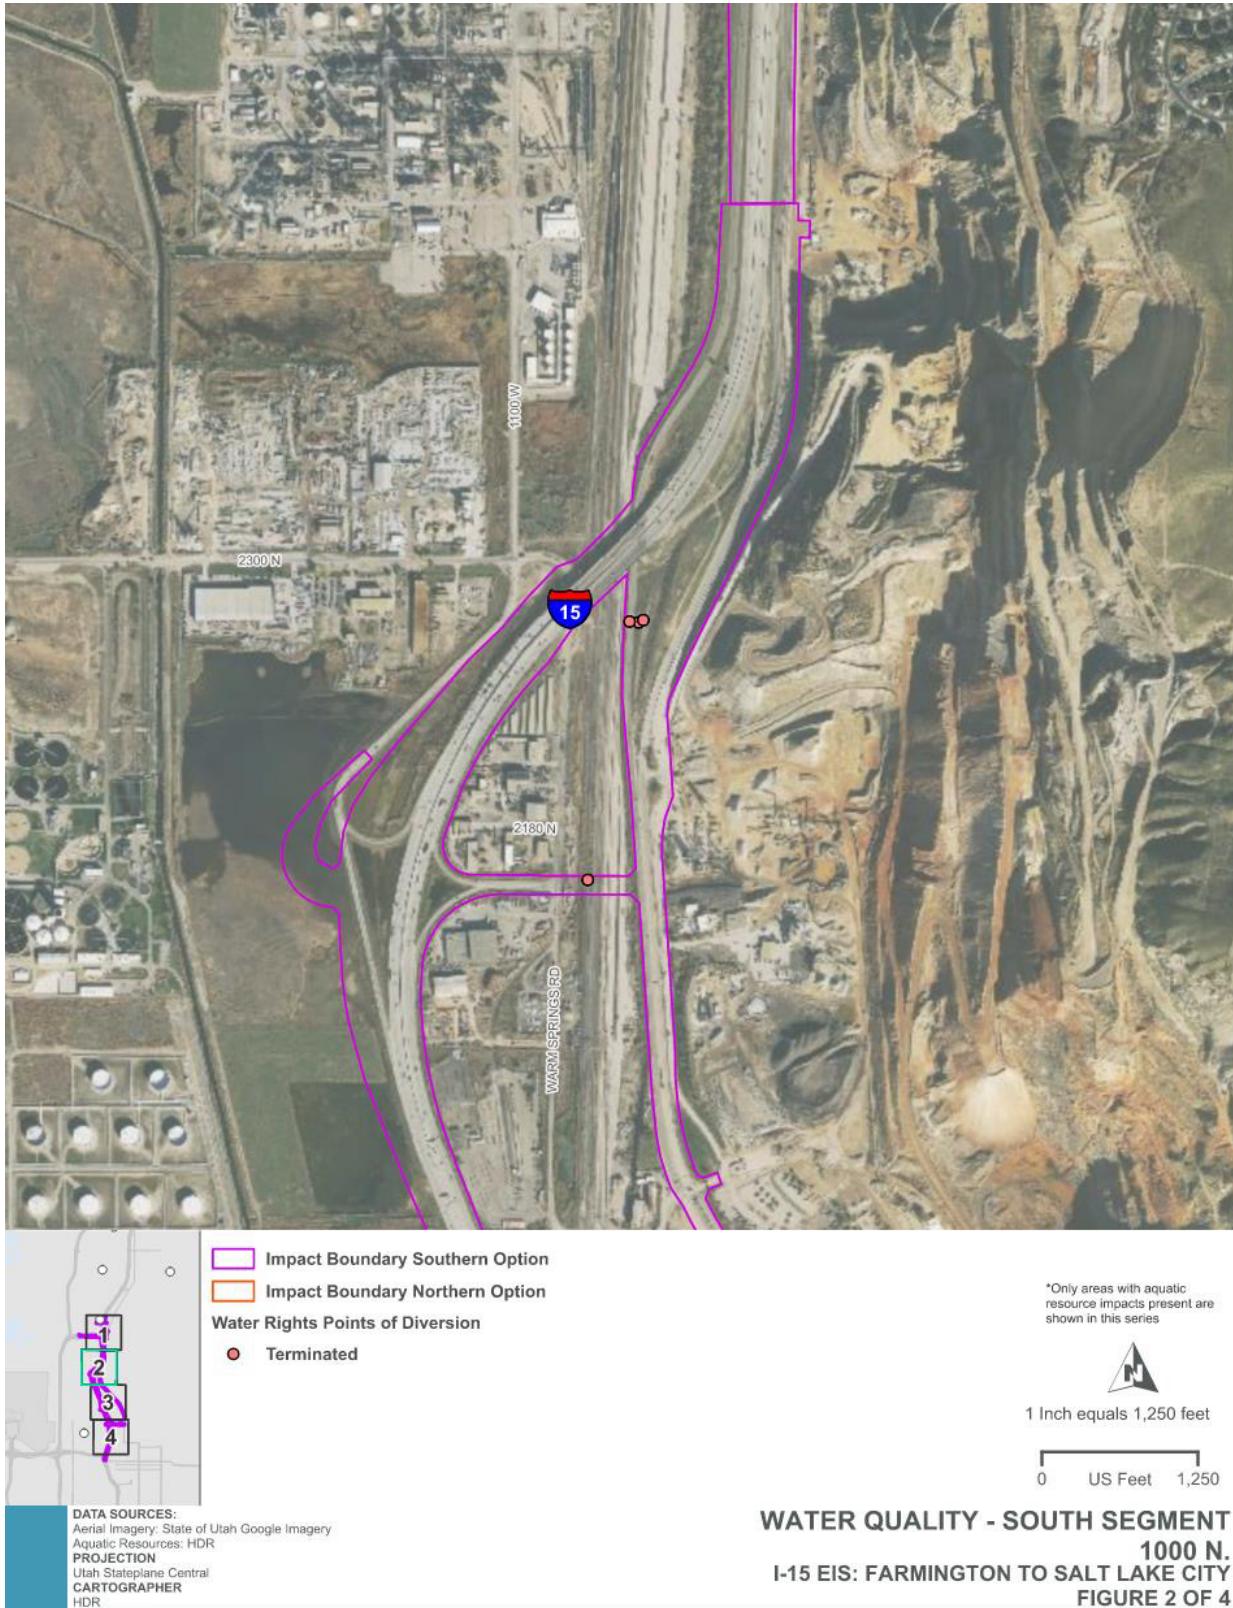 1100 W
2300 N
15
2180 N
WARM SPRINGS RD
1
2
3
4
Impact Boundary Southern Option
Impact Boundary Northern Option
Water Rights Points of Diversion
Terminated
*Only areas with aquatic
resource impacts present are
shown in this series
N
1 Inch equals 1,250 feet
0 US Feet 1,250
DATA SOURCES:
Aerial Imagery: State of Utah Google Imagery
Aquatic Resources: HDR
PROJECTION
Utah Stateplane Central
CARTOGRAPHER
HDR
WATER QUALITY - SOUTH SEGMENT
1000 N.
I-15 EIS: FARMINGTON TO SALT LAKE CITY
FIGURE 2 OF 4